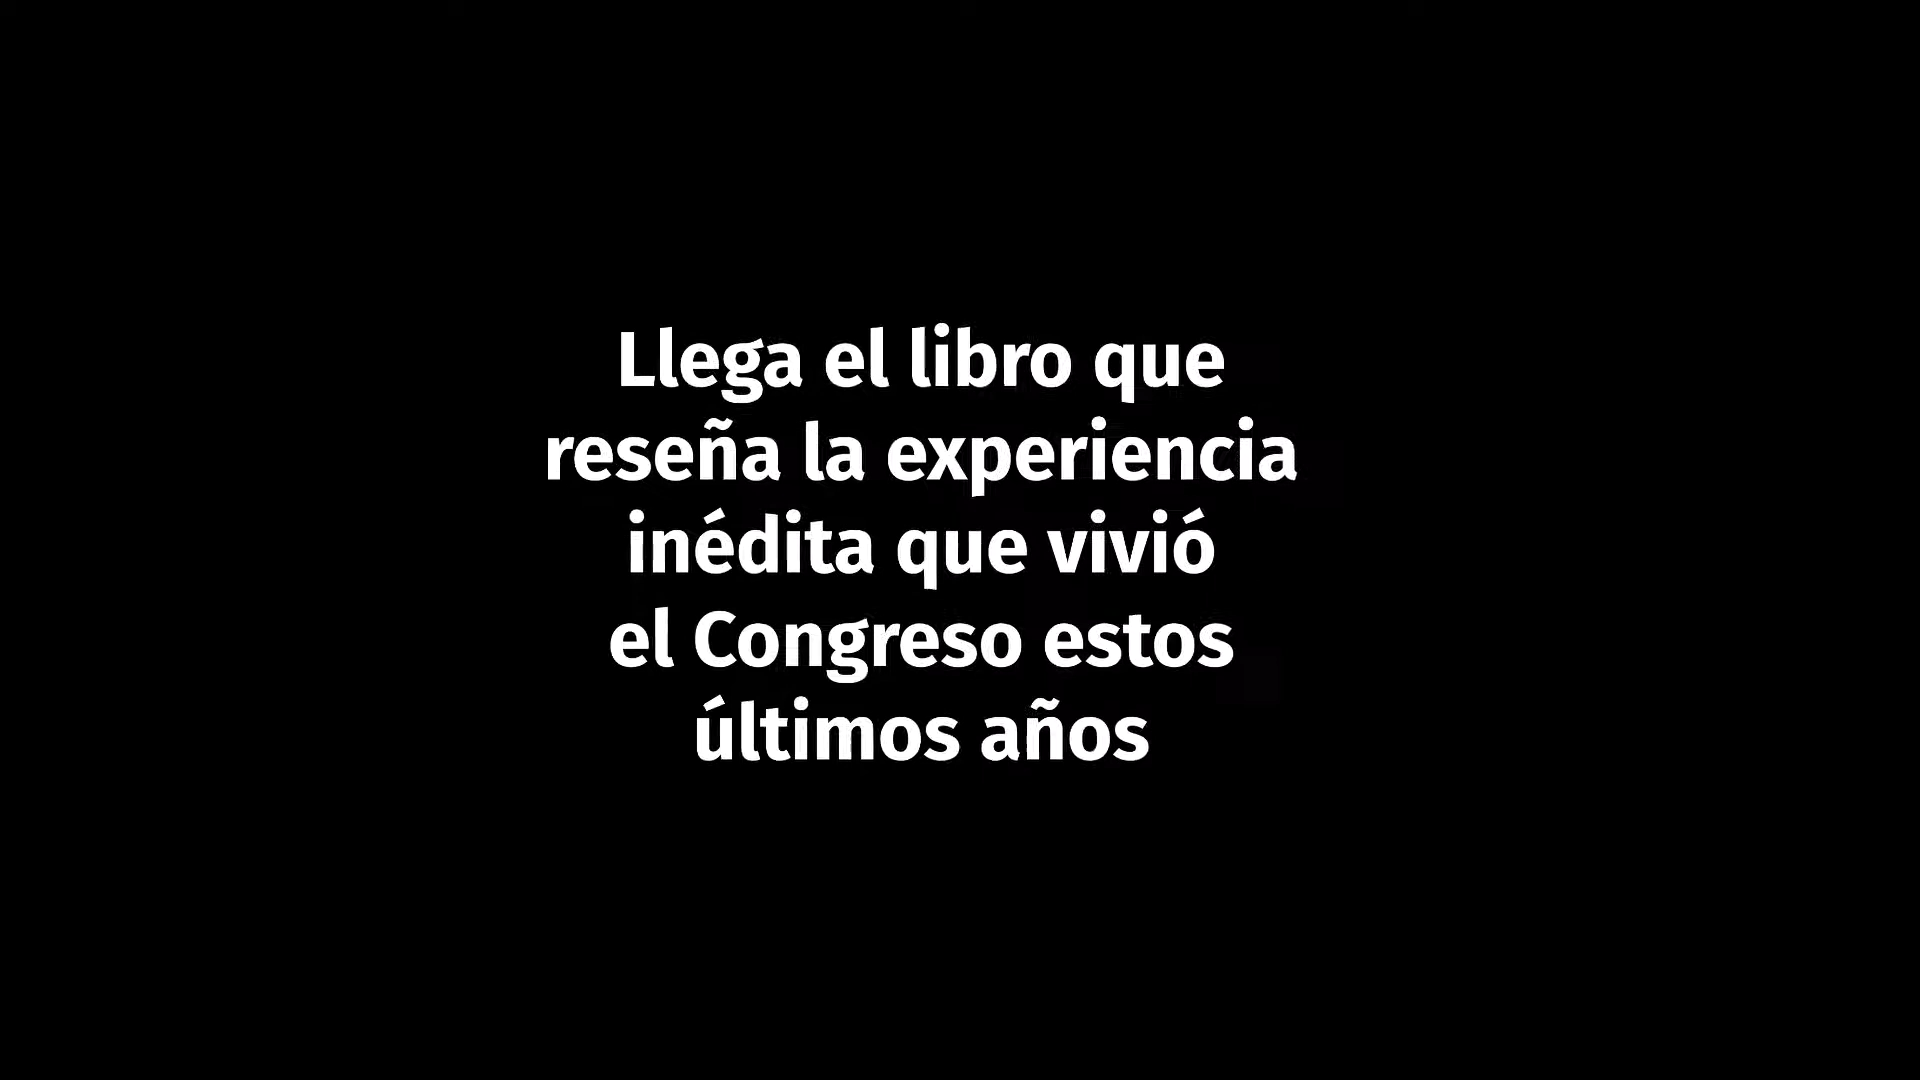 Llega el libro que
reseña la experiencia
inédita que vivió
el Congreso estos
últimos años